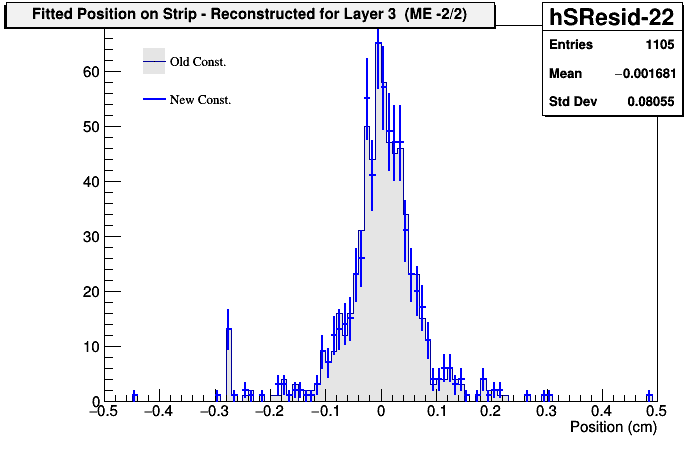 Fitted Position on Strip - Reconstructed for Layer 3 (ME -2/2)
hSResid-22
Entries 1105
Mean −0.001681
Std Dev 0.08055
Old Const.
New Const.
60
50
40
30
20
10
0
−0.5 −0.4 −0.3 −0.2 −0.1 0 0.1 0.2 0.3 0.4 0.5
Position (cm)